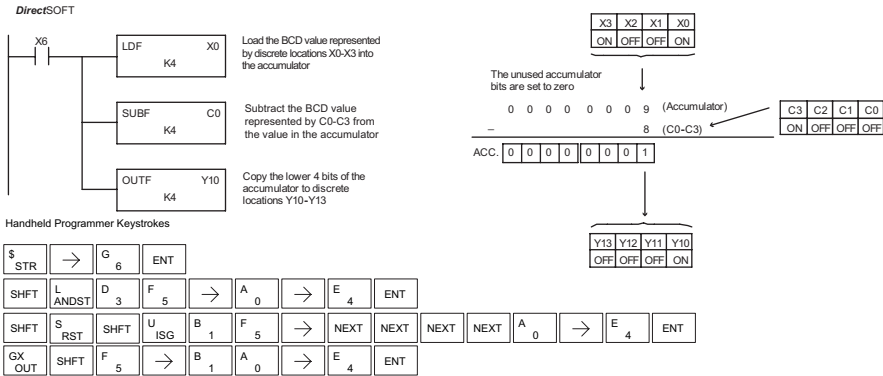 DirectSOFT
X6
LDF X0
K4
Load the BCD value represented
by discrete locations X0-X3 into
the accumulator
SUBF C0
K4
Subtract the BCD value
represented by C0-C3 from
the value in the accumulator
OUTF Y10
K4
Copy the lower 4 bits of the
accumulator to discrete
locations Y10-Y13
X3 X2 X1 X0
ON OFF OFF ON
The unused accumulator
bits are set to zero
0 0 0 0 0 0 0 9 (Accumulator)
– 8 (C0-C3)
C3 C2 C1 C0
ON OFF OFF OFF
ACC. 0 0 0 0 0 0 0 1
Y13 Y12 Y11 Y10
OFF OFF OFF ON
Handheld Programmer Keystrokes
$ STR → G 6 ENT
SHFT L ANDST D 3 F 5 → A 0 → E 4 ENT
SHFT S RST SHFT U ISG B 1 F 5 → NEXT NEXT NEXT NEXT A 0 → E 4 ENT
GX OUT SHFT F 5 → B 1 A 0 → E 4 ENT